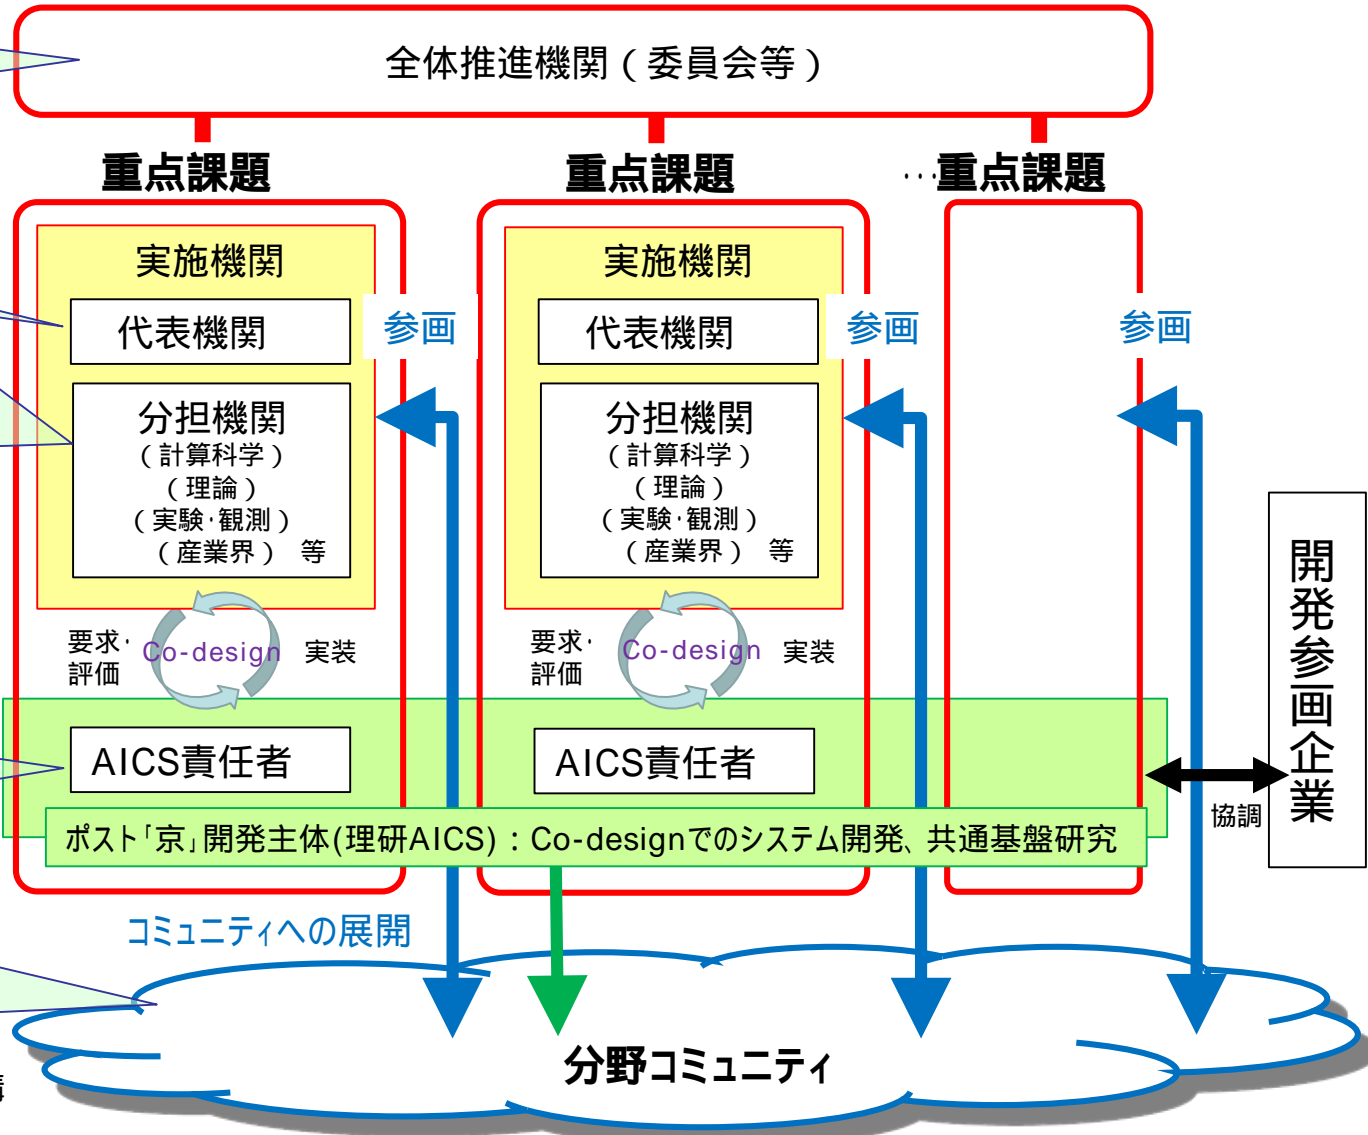 全体推進機関（委員会等）
重点課題
重点課題
…重点課題
実施機関
代表機関
参画
分担機関
（計算科学）
（理論）
（実験・観測）
（産業界） 等
実施機関
代表機関
参画
分担機関
（計算科学）
（理論）
（実験・観測）
（産業界） 等
参画
要求・
評価
Co-design
実装
要求・
評価
Co-design
実装
AICS責任者
AICS責任者
開発参画企業
協調
ポスト「京」開発主体(理研AICS)：Co-designでのシステム開発、共通基盤研究
コミュニティへの展開
分野コミュニティ